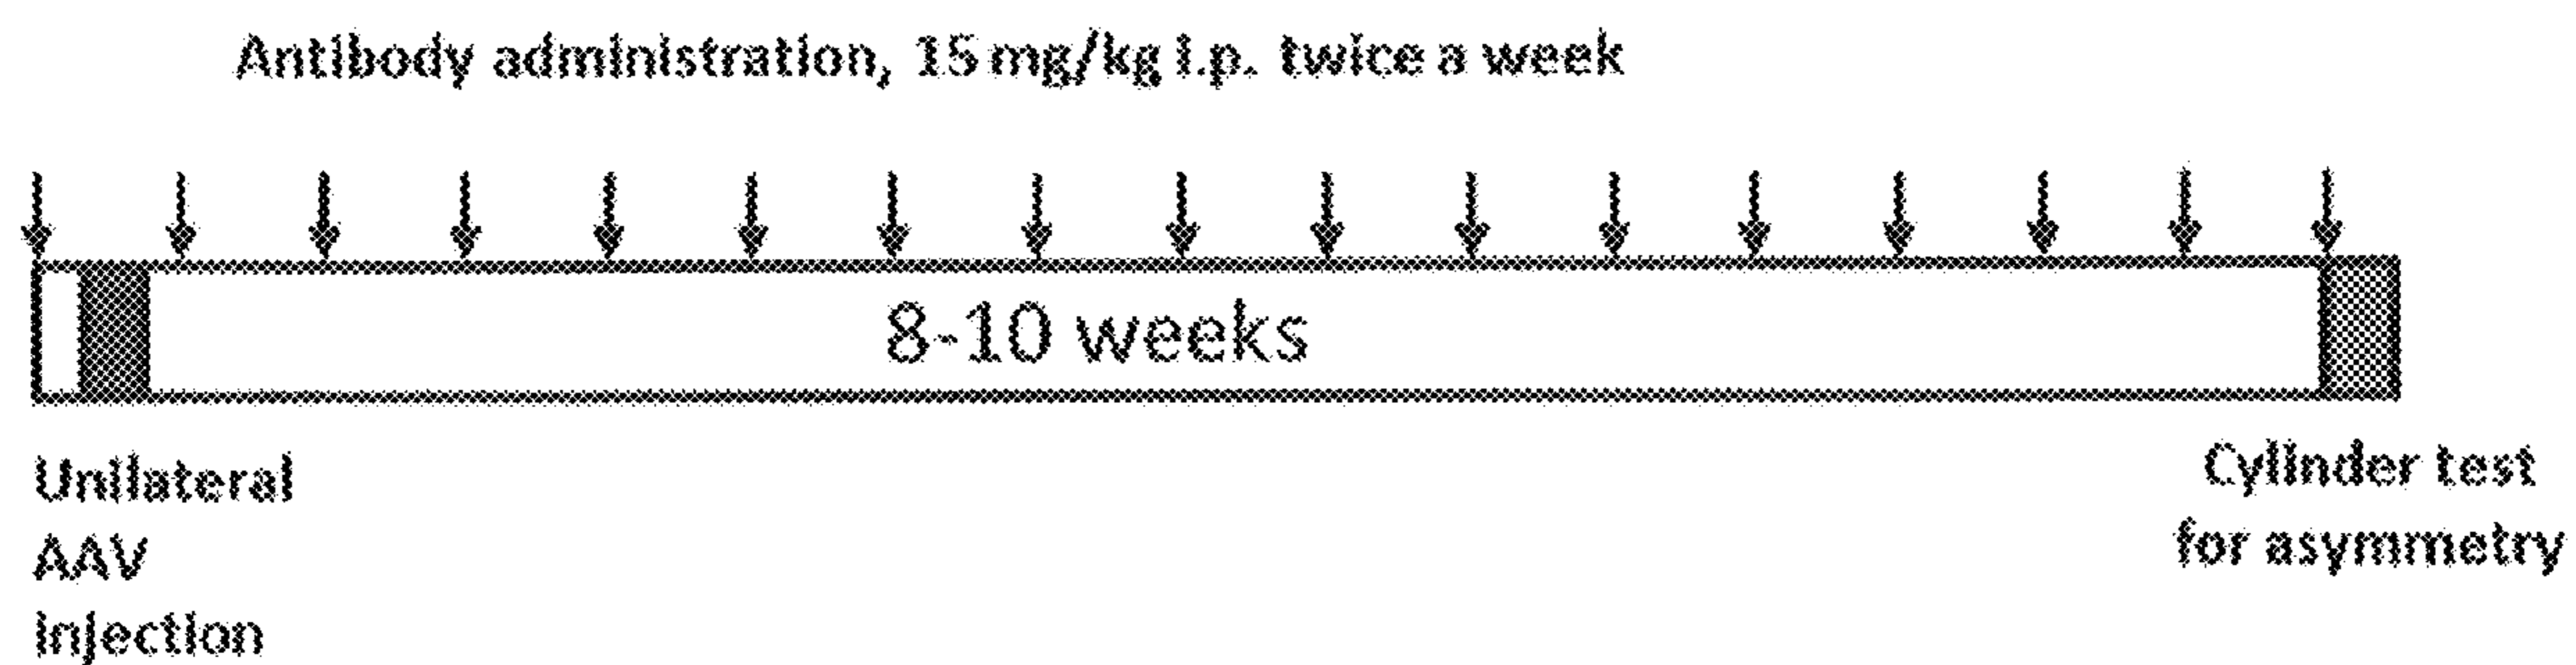 Antibody administration, 15 mg/kg i.p. twice a week
8-10 weeks
Unilateral
AAV
injection
Cylinder test
for asymmetry